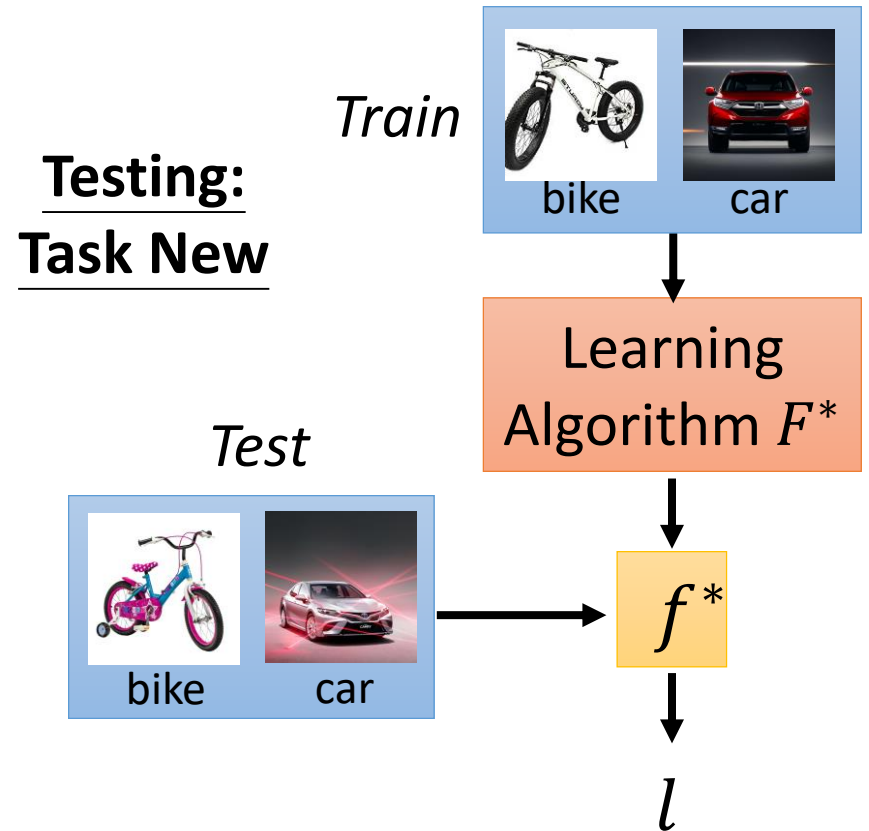 Train
bike car
Testing:
Task New
Learning
Algorithm F*
Test
bike car
f*
l